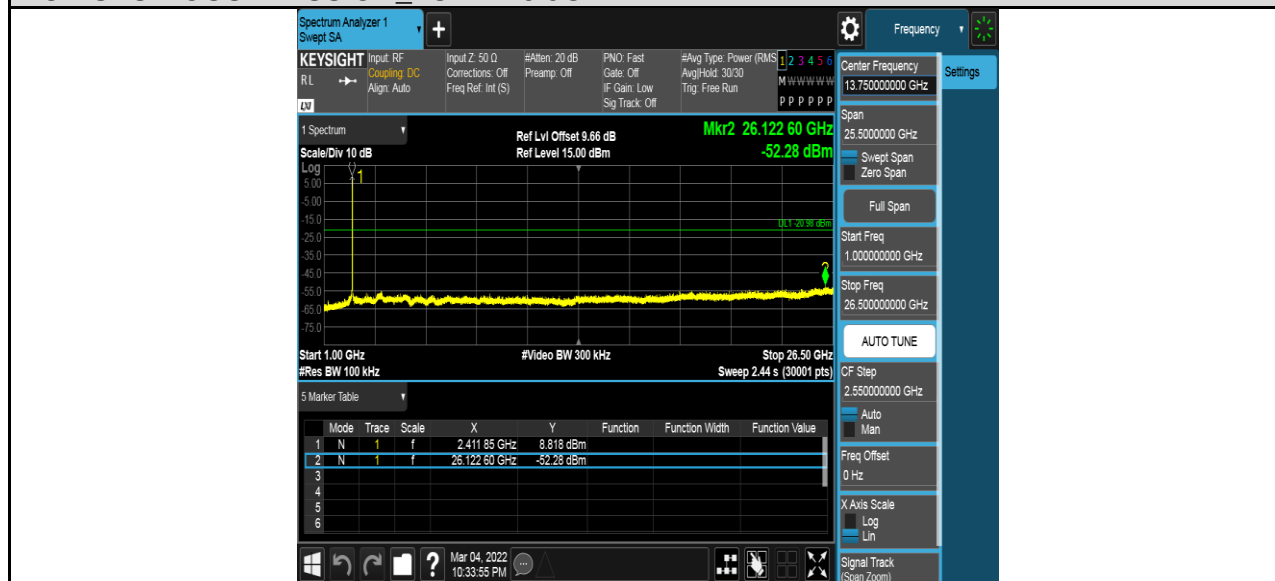 Spectrum Analyzer 1
Swept SA
+
Frequency
KEYSIGHT
RL
LXI
Input: RF
Coupling: DC
Align: Auto
Input Z: 50 Ω
Corrections: Off
Freq Ref: Int (S)
#Atten: 20 dB
Preamp: Off
PNO: Fast
Gate: Off
IF Gain: Low
Sig Track: Off
#Avg Type: Power (RMS
Avg|Hold: 30/30
Trig: Free Run
1 2 3 4 5 6
M W W W W W
P P P P P P
1 Spectrum
Scale/Div 10 dB
Ref Lvl Offset 9.66 dB
Ref Level 15.00 dBm
Mkr2 26.122 60 GHz
-52.28 dBm
Log
1
5.00
-5.00
-15.0
DL1 -20.98 dBm
-25.0
-35.0
-45.0
2
-55.0
-65.0
-75.0
Start 1.00 GHz
#Video BW 300 kHz
Stop 26.50 GHz
#Res BW 100 kHz
Sweep 2.44 s (30001 pts)
5 Marker Table
Mode Trace Scale X Y Function Function Width Function Value
1 N 1 f 2.411 85 GHz 8.818 dBm
2 N 1 f 26.122 60 GHz -52.28 dBm
3
4
5
6
?
Mar 04, 2022
10:33:55 PM
Center Frequency
13.750000000 GHz
Settings
Span
25.5000000 GHz
Swept Span
Zero Span
Full Span
Start Freq
1.000000000 GHz
Stop Freq
26.500000000 GHz
AUTO TUNE
CF Step
2.550000000 GHz
Auto
Man
Freq Offset
0 Hz
X Axis Scale
Log
Lin
Signal Track
(Span Zoom)